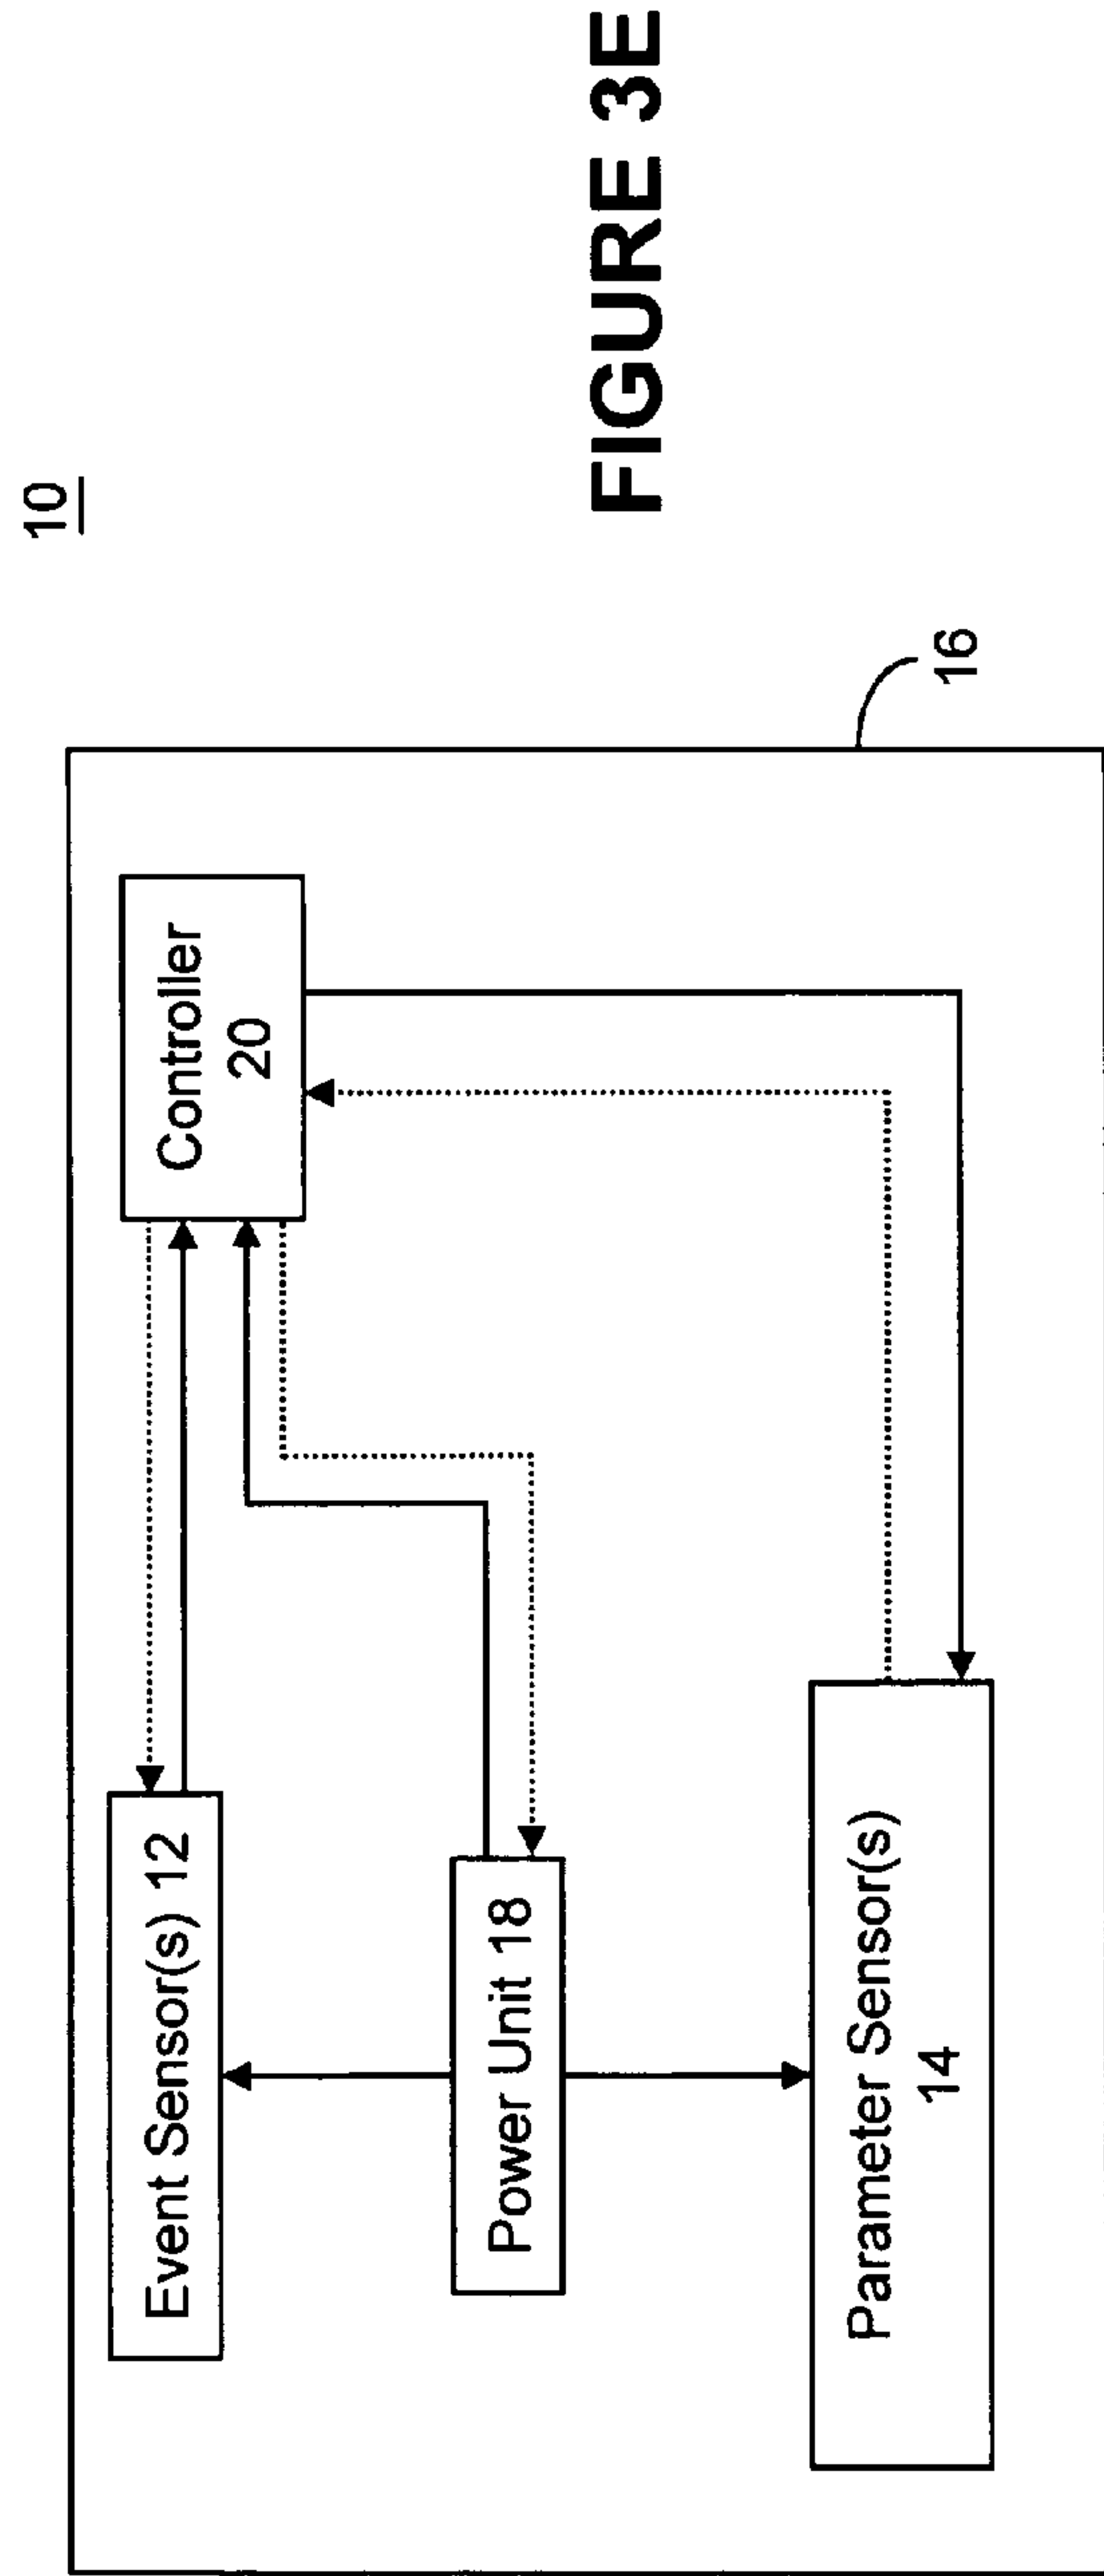 10
Event Sensor(s) 12
Controller
20
Power Unit 18
Parameter Sensor(s)
14
16
FIGURE 3E